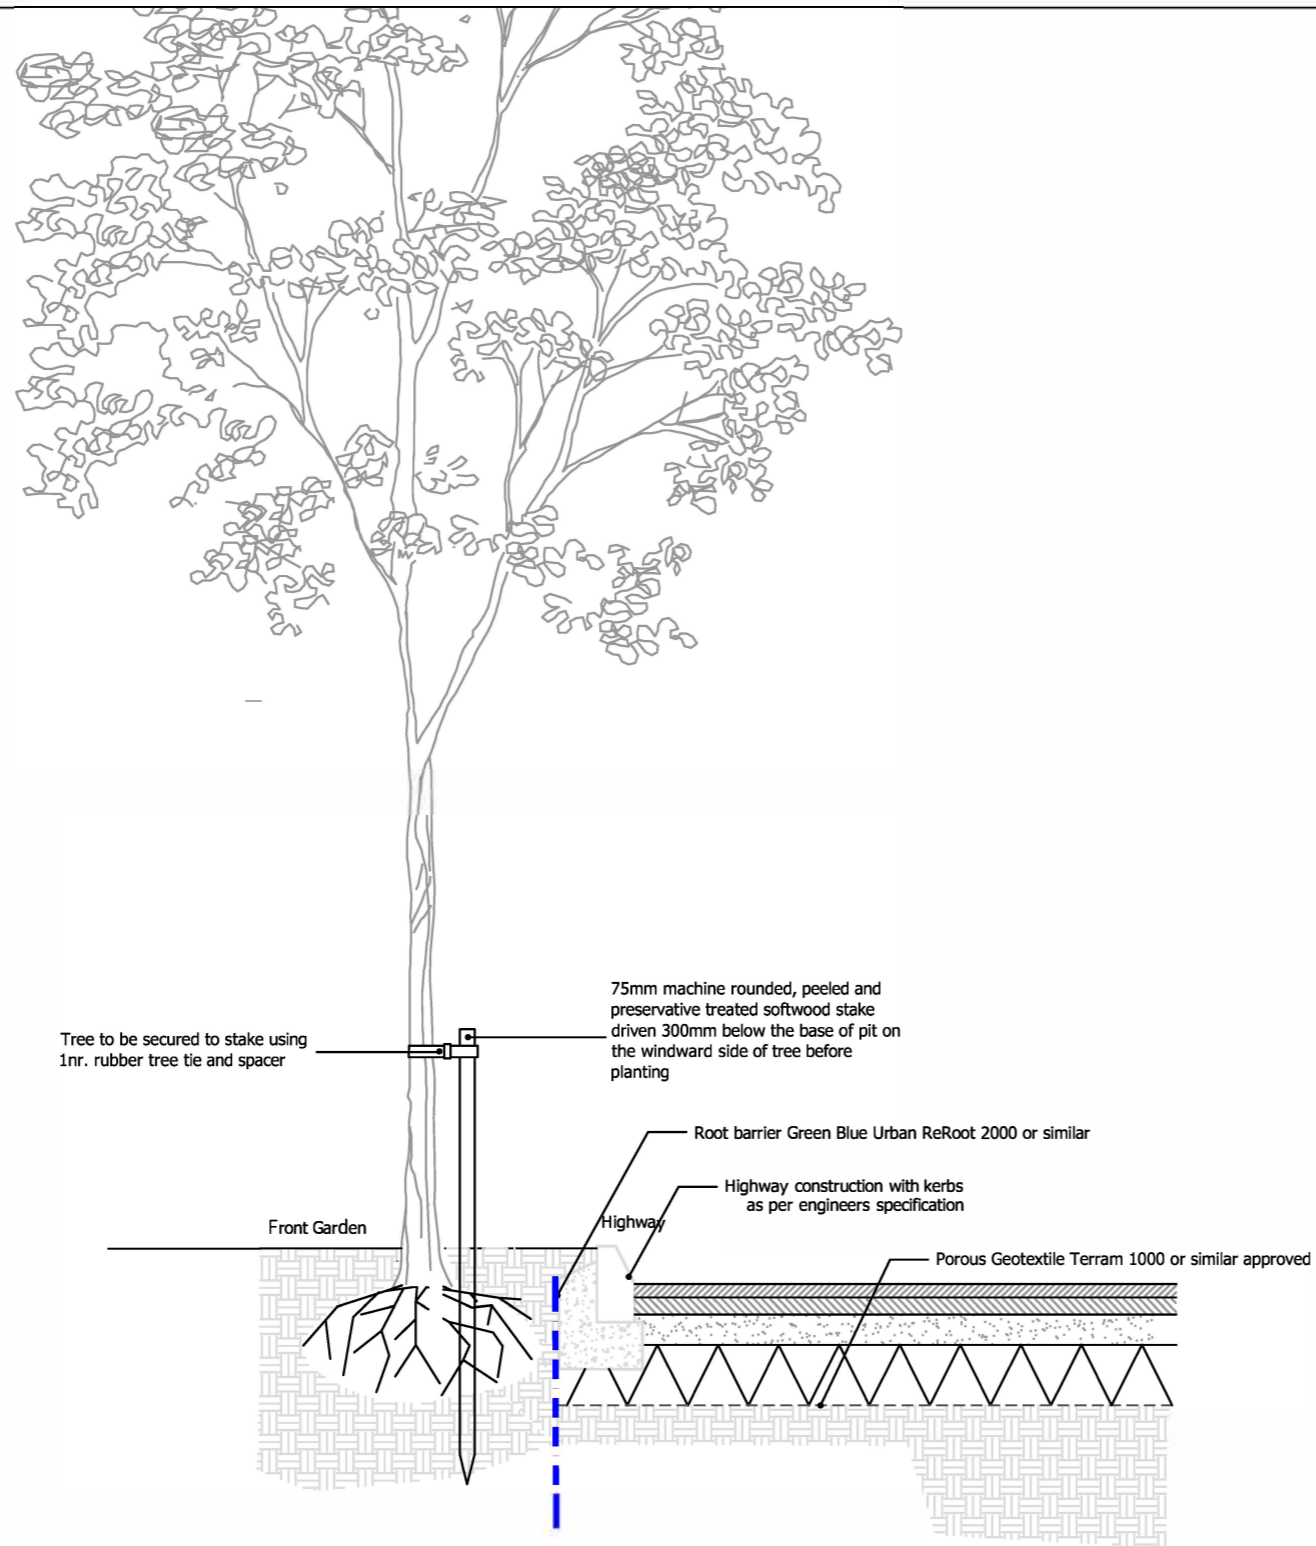 75mm machine rounded, peeled and
preservative treated softwood stake
driven 300mm below the base of pit on
the windward side of tree before
planting
Tree to be secured to stake using
1nr. rubber tree tie and spacer
Root barrier Green Blue Urban ReRoot 2000 or similar
Highway construction with kerbs
as per engineers specification
Front Garden
Highway
Porous Geotextile Terram 1000 or similar approved